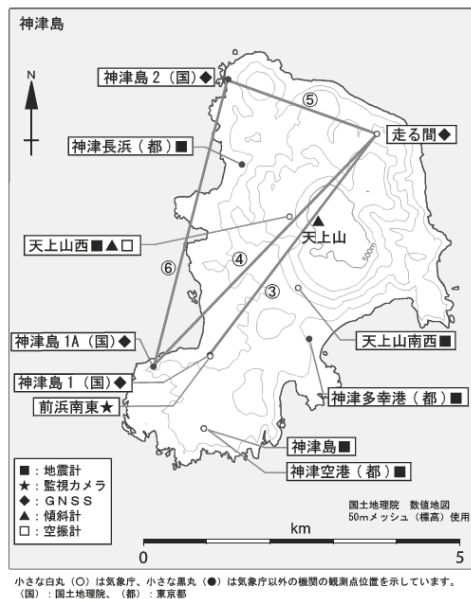 神津島
N
神津島2（国）◆
⑤
走る間◆
神津長浜（都）■
天上山西■▲□
天上山
500m
⑥
④
③
神津島1A（国）◆
天上山南西■
神津島1（国）◆
前浜南東★
神津多幸港（都）■
神津島■
神津空港（都）■
■：地震計
★：監視カメラ
◆：ＧＮＳＳ
▲：傾斜計
□：空振計
国土地理院　数値地図
50mメッシュ（標高）使用
km
0
5
小さな白丸（○）は気象庁、小さな黒丸（●）は気象庁以外の機関の観測点位置を示しています。
（国）：国土地理院、（都）：東京都